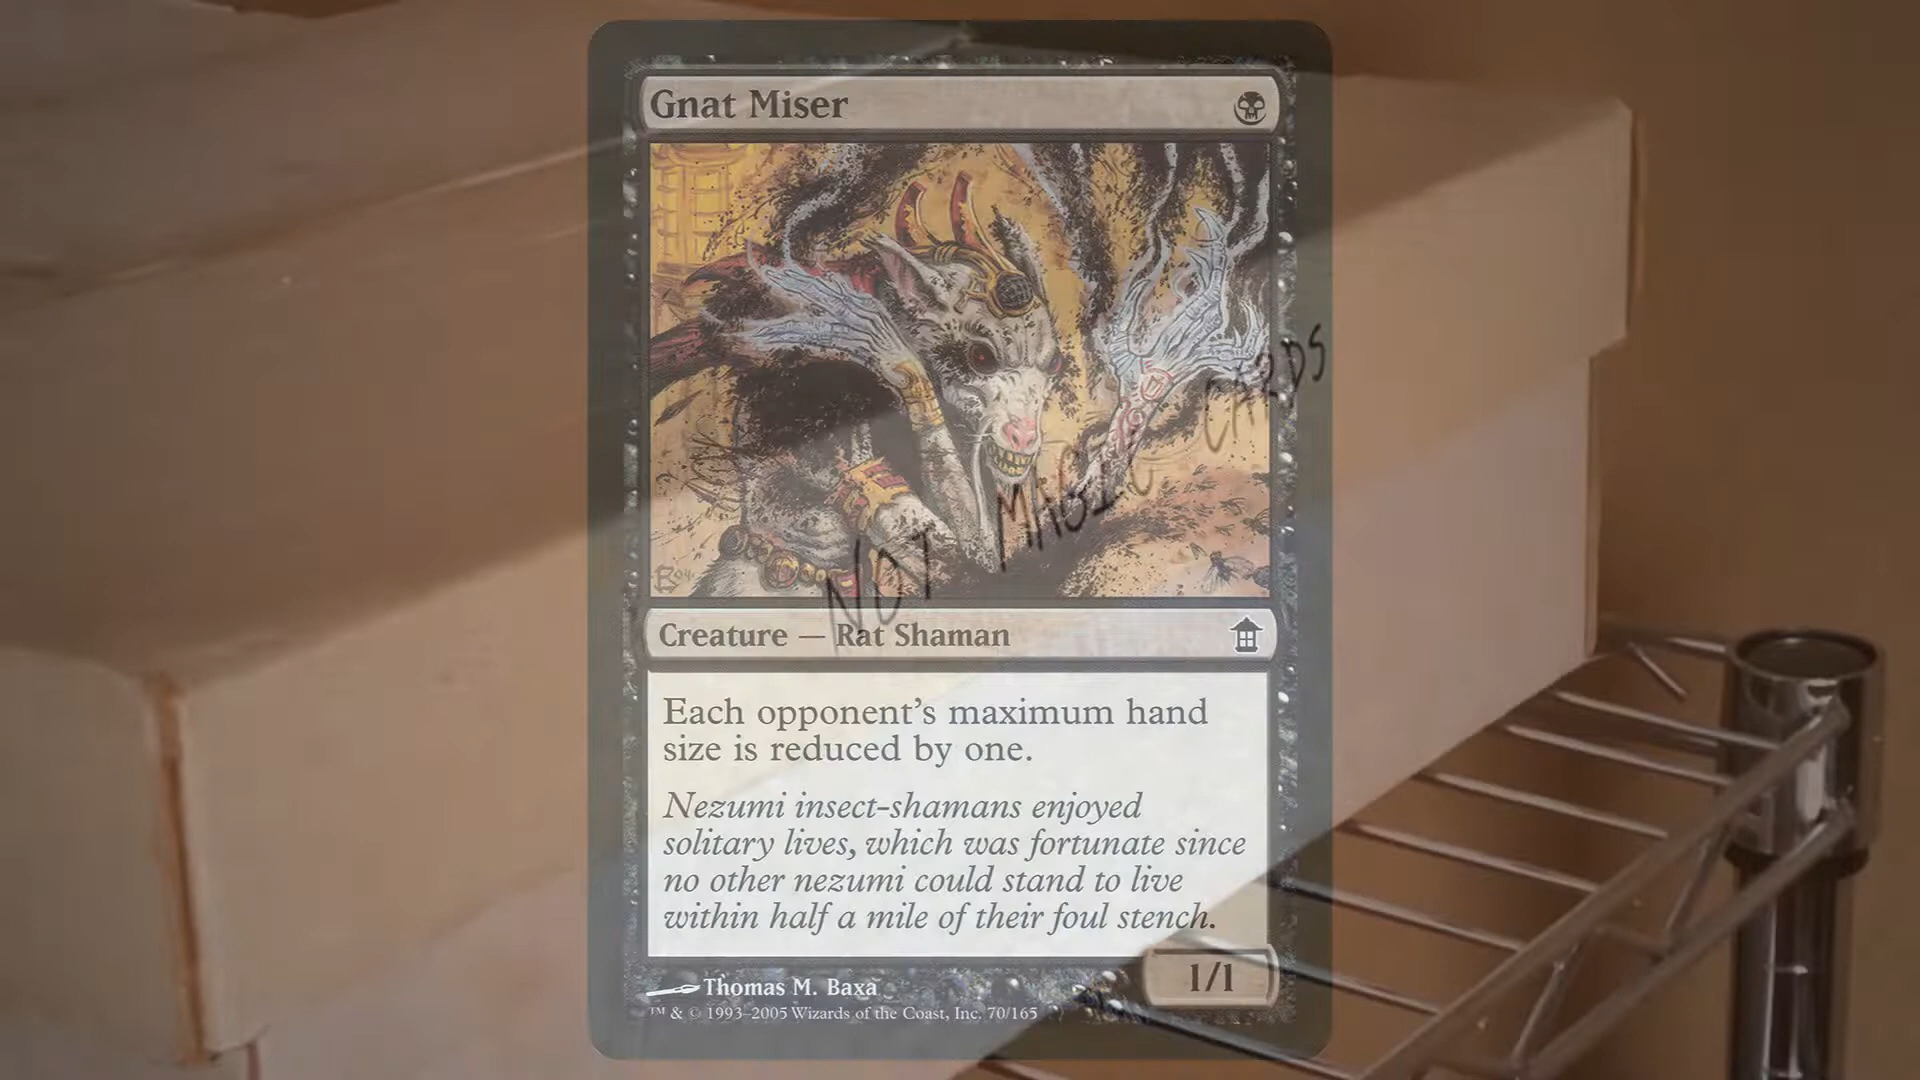 Gnat Miser
NOT MAGIC CARDS
Creature — Rat Shaman
Each opponent’s maximum hand
size is reduced by one.
Nezumi insect-shamans enjoyed
solitary lives, which was fortunate since
no other nezumi could stand to live
within half a mile of their foul stench.
1/1
Thomas M. Baxa
™ & © 1993–2005 Wizards of the Coast, Inc. 70/165